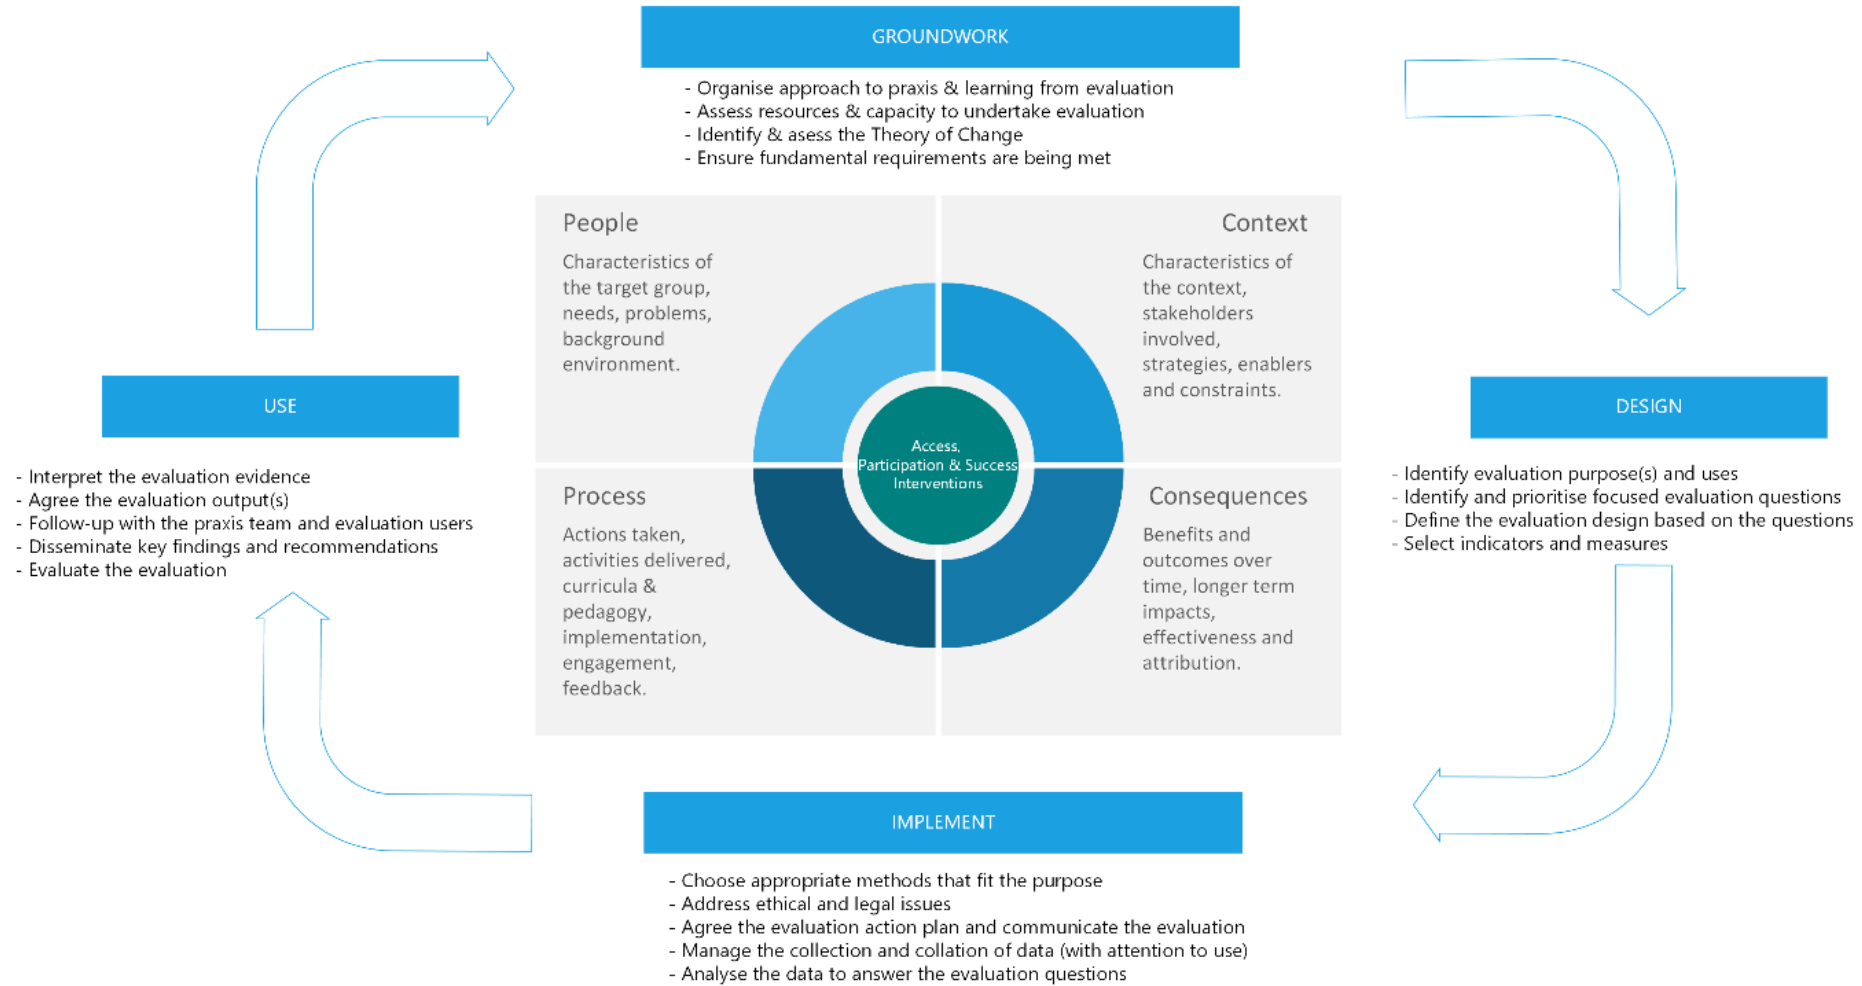 GROUNDWORK
- Organise approach to praxis & learning from evaluation
- Assess resources & capacity to undertake evaluation
- Identify & asess the Theory of Change
- Ensure fundamental requirements are being met
People
Characteristics of
the target group,
needs, problems,
background
environment.
Context
Characteristics of
the context,
stakeholders
involved,
strategies, enablers
and constraints.
Access,
Participation & Success
Interventions
Process
Actions taken,
activities delivered,
curricula &
pedagogy,
implementation,
engagement,
feedback.
Consequences
Benefits and
outcomes over
time, longer term
impacts,
effectiveness and
attribution.
DESIGN
- Identify evaluation purpose(s) and uses
- Identify and prioritise focused evaluation questions
- Define the evaluation design based on the questions
- Select indicators and measures
IMPLEMENT
- Choose appropriate methods that fit the purpose
- Address ethical and legal issues
- Agree the evaluation action plan and communicate the evaluation
- Manage the collection and collation of data (with attention to use)
- Analyse the data to answer the evaluation questions
USE
- Interpret the evaluation evidence
- Agree the evaluation output(s)
- Follow-up with the praxis team and evaluation users
- Disseminate key findings and recommendations
- Evaluate the evaluation